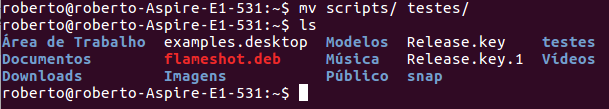 roberto@roberto-Aspire-E1-531:~$ mv scripts/ testes/
roberto@roberto-Aspire-E1-531:~$ ls
Área de Trabalho examples.desktop Modelos Release.key testes
Documentos flameshot.deb Música Release.key.1 Vídeos
Downloads Imagens Público snap
roberto@roberto-Aspire-E1-531:~$